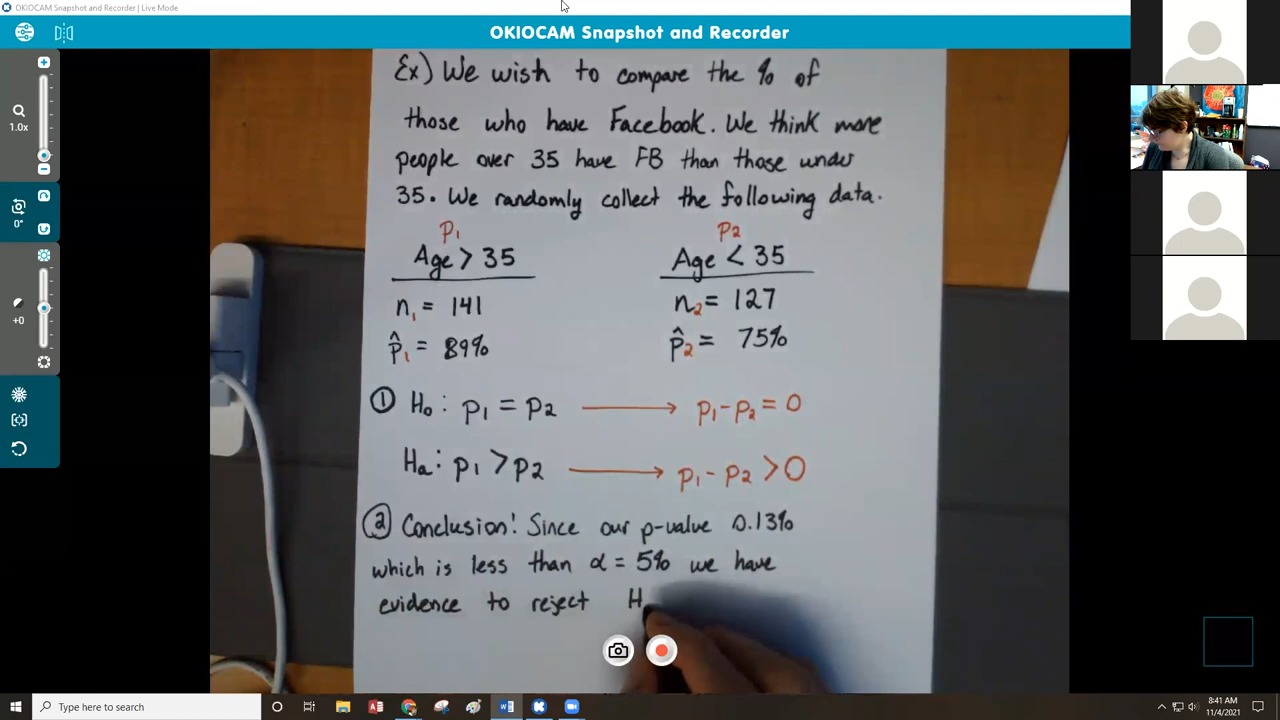 OKIOCAM Snapshot and Recorder | Live Mode
OKIOCAM Snapshot and Recorder
Ex) We wish to compare the % of
those who have Facebook. We think more
people over 35 have FB than those under
35. We randomly collect the following data.
p1 p2
Age > 35 Age < 35
n1 = 141 n2 = 127
p̂1 = 89% p̂2 = 75%
① H0: p1 = p2 → p1-p2 = 0
Ha: p1 > p2 → p1 - p2 > 0
② Conclusion! Since our p-value 0.13%
which is less than α = 5% we have
evidence to reject H
1.0x
0°
+0
Type here to search
8:41 AM
11/4/2021